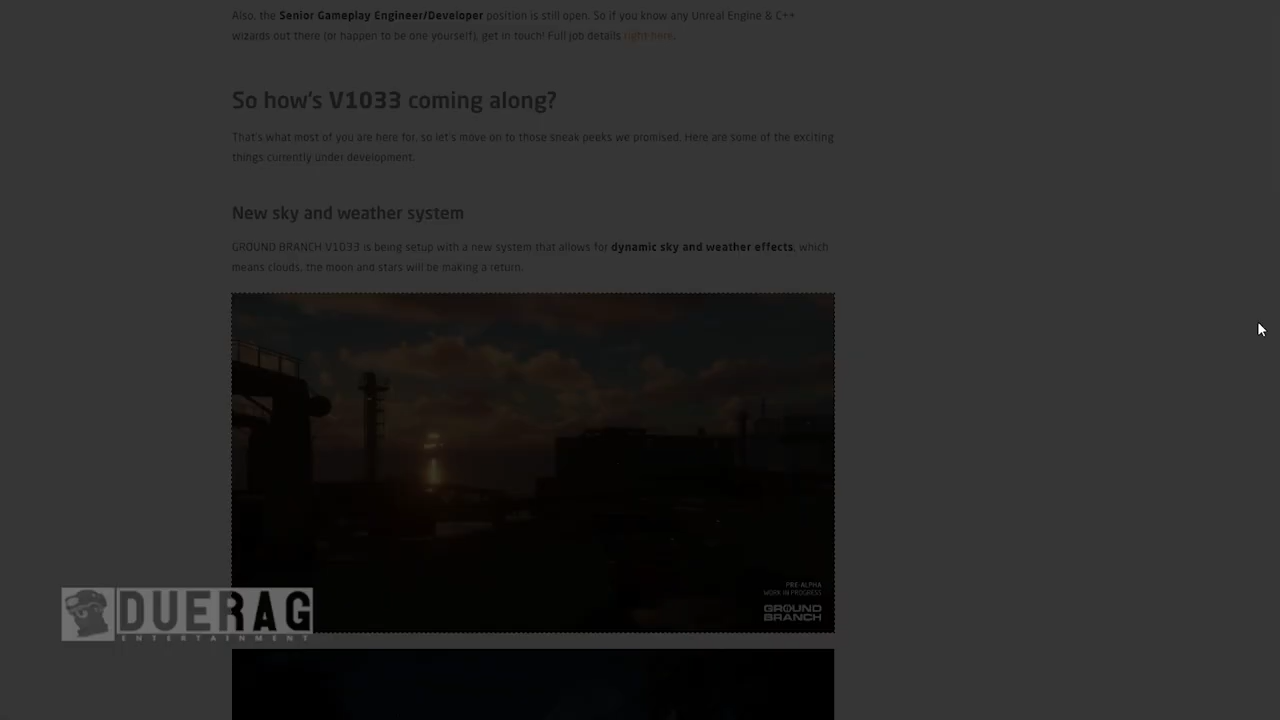 Also, the Senior Gameplay Engineer/Developer position is still open. So if you know any Unreal Engine & C++
wizards out there (or happen to be one yourself), get in touch! Full job details right here.
So how's V1033 coming along?
That's what most of you are here for, so let's move on to those sneak peeks we promised. Here are some of the exciting
things currently under development.
New sky and weather system
GROUND BRANCH V1033 is being setup with a new system that allows for dynamic sky and weather effects, which
means clouds, the moon and stars will be making a return.
PRE-ALPHA
WORK IN PROGRESS
GROUND
BRANCH
DUERAG
ENTERTAINMENT